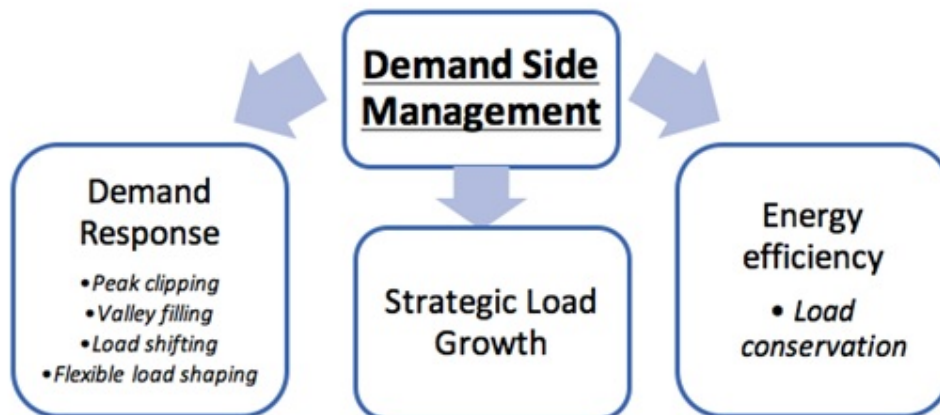 Demand Side
Management
Demand
Response
•Peak clipping
•Valley filling
•Load shifting
•Flexible load shaping
Strategic Load
Growth
Energy
efficiency
• Load
conservation